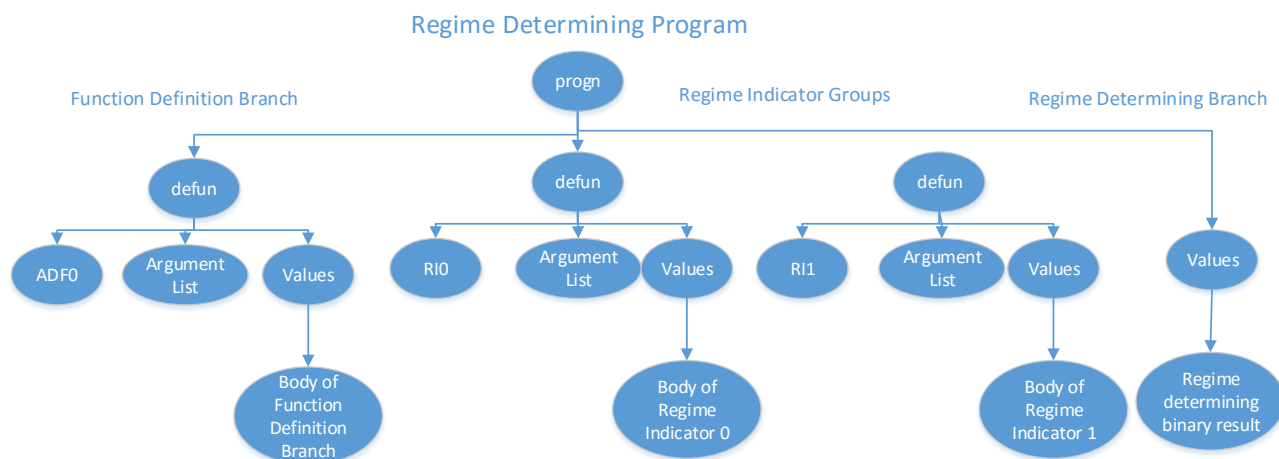 Regime Determining Program
progn
Function Definition Branch
Regime Indicator Groups
Regime Determining Branch
defun
defun
defun
ADF0
Argument
List
Values
RI0
Argument
List
Values
RI1
Argument
List
Values
Values
Body of
Function
Definition
Branch
Body of
Regime
Indicator 0
Body of
Regime
Indicator 1
Regime
determining
binary result